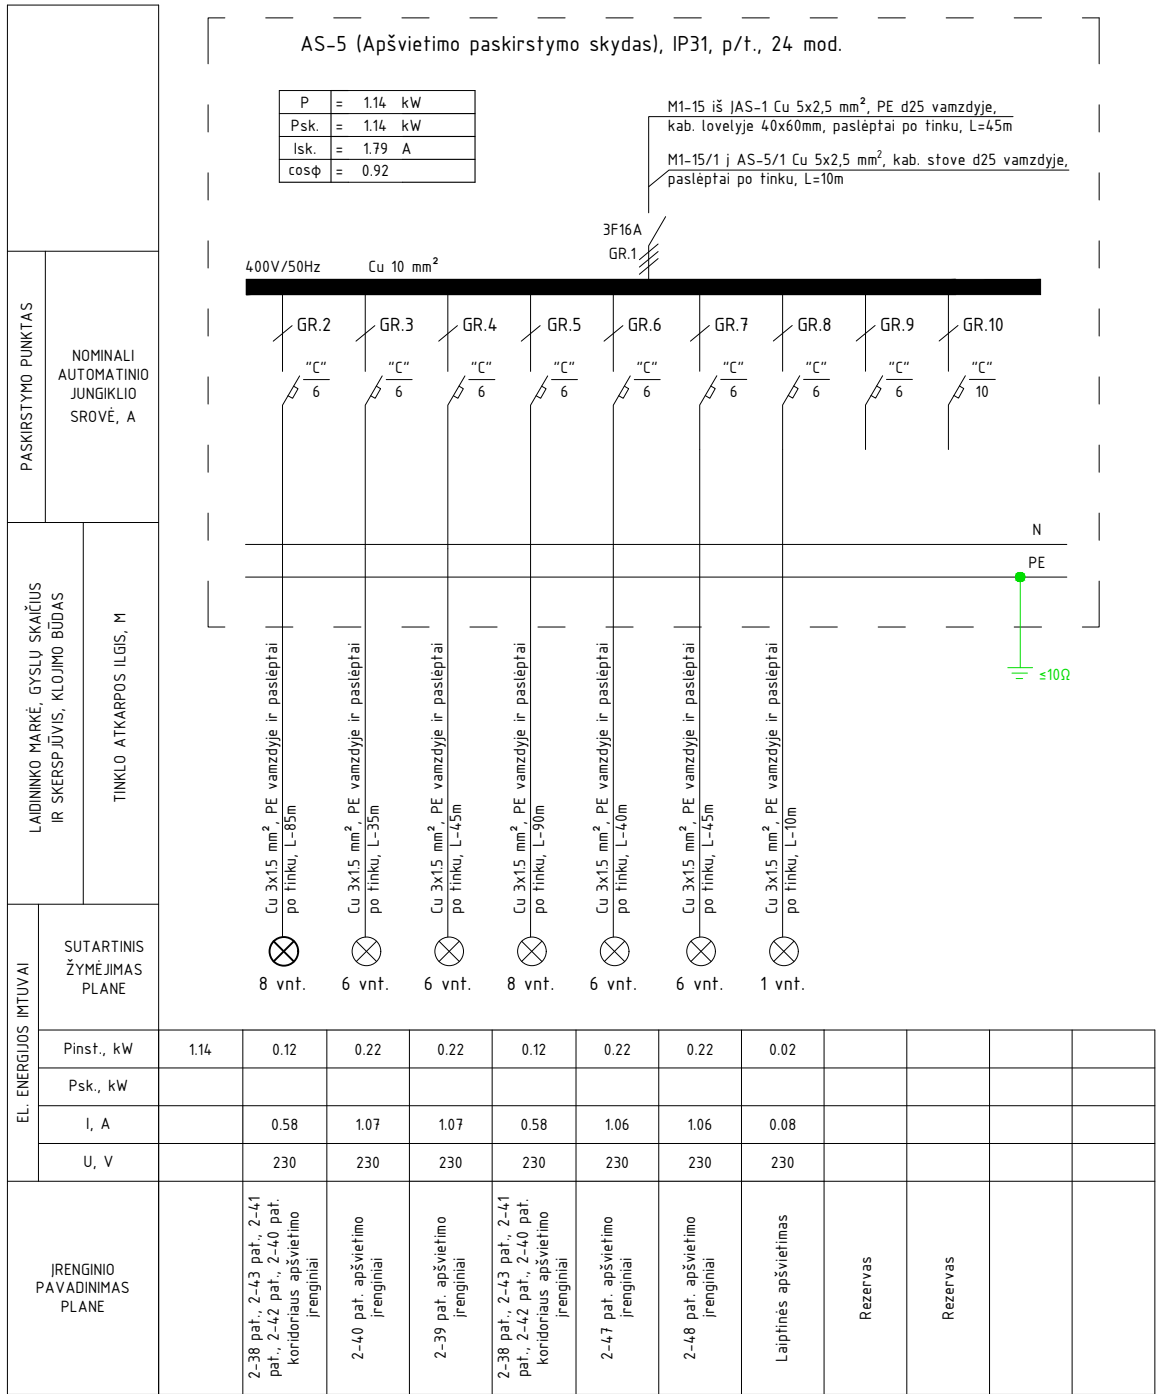 AS-5 (Apšvietimo paskirstymo skydas), IP31, p/t., 24 mod.
P = 1.14 kW
Psk. = 1.14 kW
Isk. = 1.79 A
cosφ = 0.92
M1-15 iš ĮAS-1 Cu 5x2,5 mm², PE d25 vamzdyje,
kab. lovelyje 40x60mm, paslėptai po tinku, L=45m
M1-15/1 į AS-5/1 Cu 5x2,5 mm², kab. stove d25 vamzdyje,
paslėptai po tinku, L=10m
3F16A
GR.1
400V/50Hz Cu 10 mm²
PASKIRSTYMO PUNKTAS
NOMINALI
AUTOMATINIO
JUNGIKLIO
SROVĖ, A
GR.2 GR.3 GR.4 GR.5 GR.6 GR.7 GR.8 GR.9 GR.10
"C" "C" "C" "C" "C" "C" "C" "C" "C"
6 6 6 6 6 6 6 6 10
N
PE
≤10Ω
LAIDININKO MARKĖ, GYSLŲ SKAIČIUS
IR SKERSPJŪVIS, KLOJIMO BŪDAS
TINKLO ATKARPOS ILGIS, M
Cu 3x1.5 mm², PE vamzdyje ir paslėptai
po tinku, L-85m
Cu 3x1.5 mm², PE vamzdyje ir paslėptai
po tinku, L-35m
Cu 3x1.5 mm², PE vamzdyje ir paslėptai
po tinku, L-45m
Cu 3x1.5 mm², PE vamzdyje ir paslėptai
po tinku, L-90m
Cu 3x1.5 mm², PE vamzdyje ir paslėptai
po tinku, L-40m
Cu 3x1.5 mm², PE vamzdyje ir paslėptai
po tinku, L-45m
Cu 3x1.5 mm², PE vamzdyje ir paslėptai
po tinku, L-10m
EL. ENERGIJOS IMTUVAI
SUTARTINIS
ŽYMĖJIMAS
PLANE
8 vnt. 6 vnt. 6 vnt. 8 vnt. 6 vnt. 6 vnt. 1 vnt.
Pinst., kW 1.14 0.12 0.22 0.22 0.12 0.22 0.22 0.02
Psk., kW
I, A 0.58 1.07 1.07 0.58 1.06 1.06 0.08
U, V 230 230 230 230 230 230 230
ĮRENGINIO
PAVADINIMAS
PLANE
2-38 pat., 2-43 pat., 2-41
pat., 2-42 pat., 2-40 pat.
koridoriaus apšvietimo
įrenginiai
2-40 pat. apšvietimo
įrenginiai
2-39 pat. apšvietimo
įrenginiai
2-38 pat., 2-43 pat., 2-41
pat., 2-42 pat., 2-40 pat.
koridoriaus apšvietimo
įrenginiai
2-47 pat. apšvietimo
įrenginiai
2-48 pat. apšvietimo
įrenginiai
Laiptinės apšvietimas
Rezervas
Rezervas